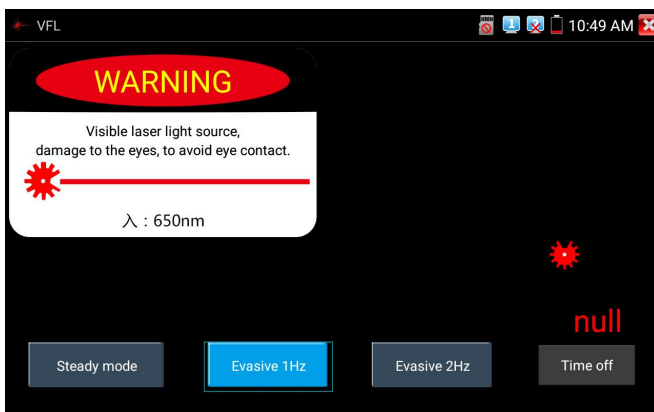 VFL
10:49 AM
WARNING
Visible laser light source,
damage to the eyes, to avoid eye contact.
入 : 650nm
null
Steady mode
Evasive 1Hz
Evasive 2Hz
Time off